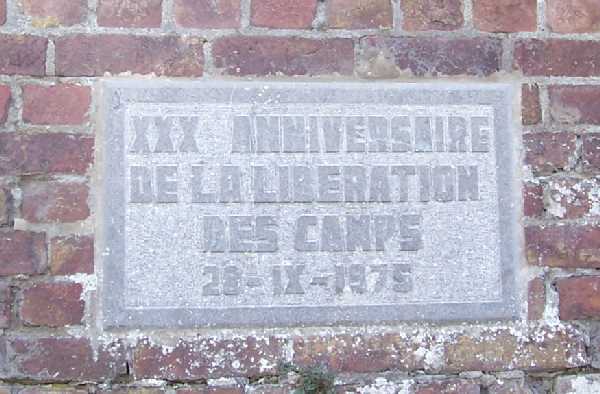 XXX ANNIVERSAIRE
DE LA LIBERATION
DES CAMPS
28-IX-1975